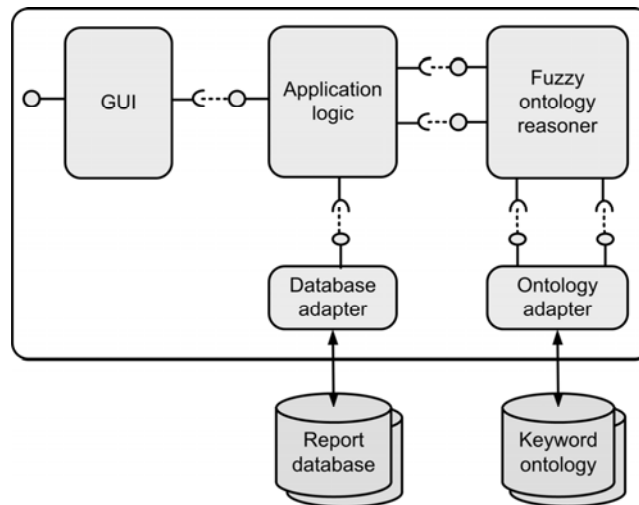 GUI
Application
logic
Fuzzy
ontology
reasoner
Database
adapter
Ontology
adapter
Report
database
Keyword
ontology